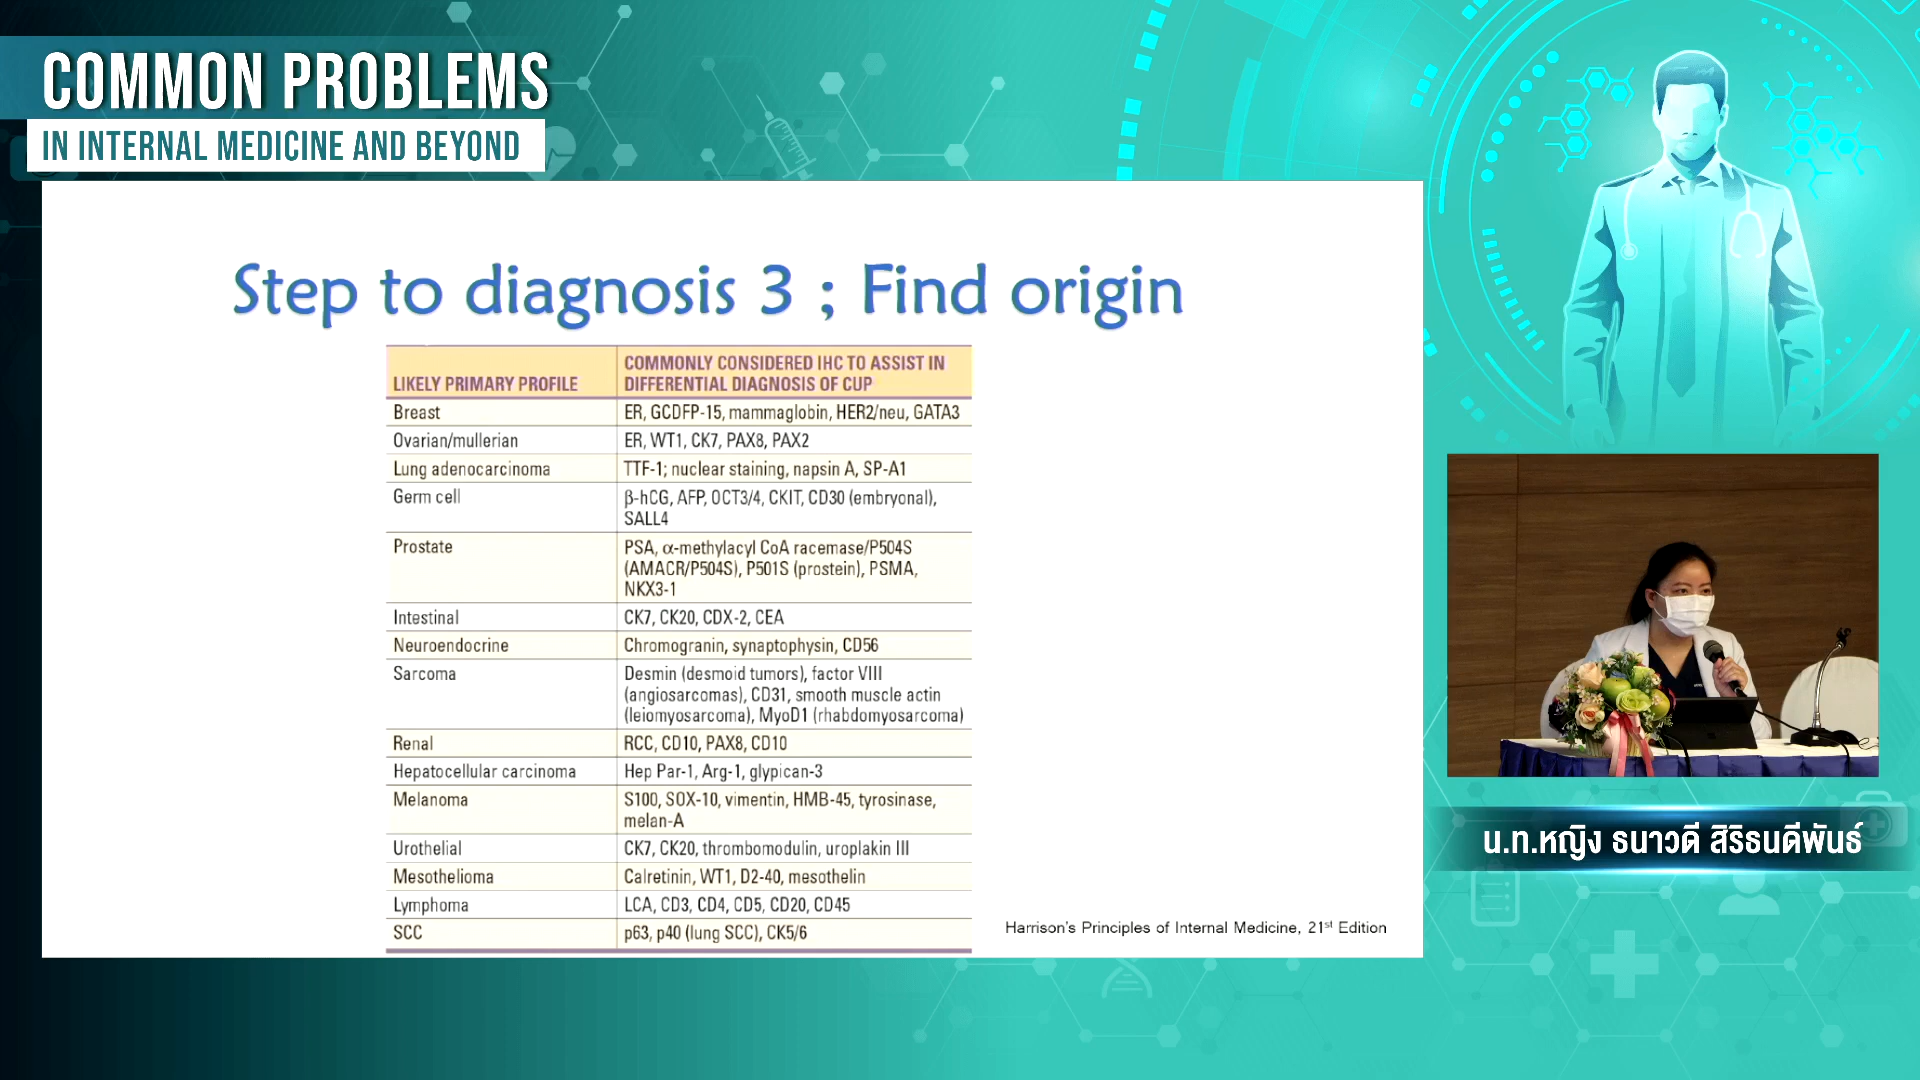 COMMON PROBLEMS
IN INTERNAL MEDICINE AND BEYOND
Step to diagnosis 3 ; Find origin
LIKELY PRIMARY PROFILE
COMMONLY CONSIDERED IHC TO ASSIST IN
DIFFERENTIAL DIAGNOSIS OF CUP
Breast
ER, GCDFP-15, mammaglobin, HER2/neu, GATA3
Ovarian/mullerian
ER, WT1, CK7, PAX8, PAX2
Lung adenocarcinoma
TTF-1; nuclear staining, napsin A, SP-A1
Germ cell
β-hCG, AFP, OCT3/4, CKIT, CD30 (embryonal),
SALL4
Prostate
PSA, α-methylacyl CoA racemase/P504S
(AMACR/P504S), P501S (prostein), PSMA,
NKX3-1
Intestinal
CK7, CK20, CDX-2, CEA
Neuroendocrine
Chromogranin, synaptophysin, CD56
Sarcoma
Desmin (desmoid tumors), factor VIII
(angiosarcomas), CD31, smooth muscle actin
(leiomyosarcoma), MyoD1 (rhabdomyosarcoma)
Renal
RCC, CD10, PAX8, CD10
Hepatocellular carcinoma
Hep Par-1, Arg-1, glypican-3
Melanoma
S100, SOX-10, vimentin, HMB-45, tyrosinase,
melan-A
Urothelial
CK7, CK20, thrombomodulin, uroplakin III
Mesothelioma
Calretinin, WT1, D2-40, mesothelin
Lymphoma
LCA, CD3, CD4, CD5, CD20, CD45
SCC
p63, p40 (lung SCC), CK5/6
Harrison's Principles of Internal Medicine, 21st Edition
น.ท.หญิง ธนาวดี สิริธนดีพันธ์